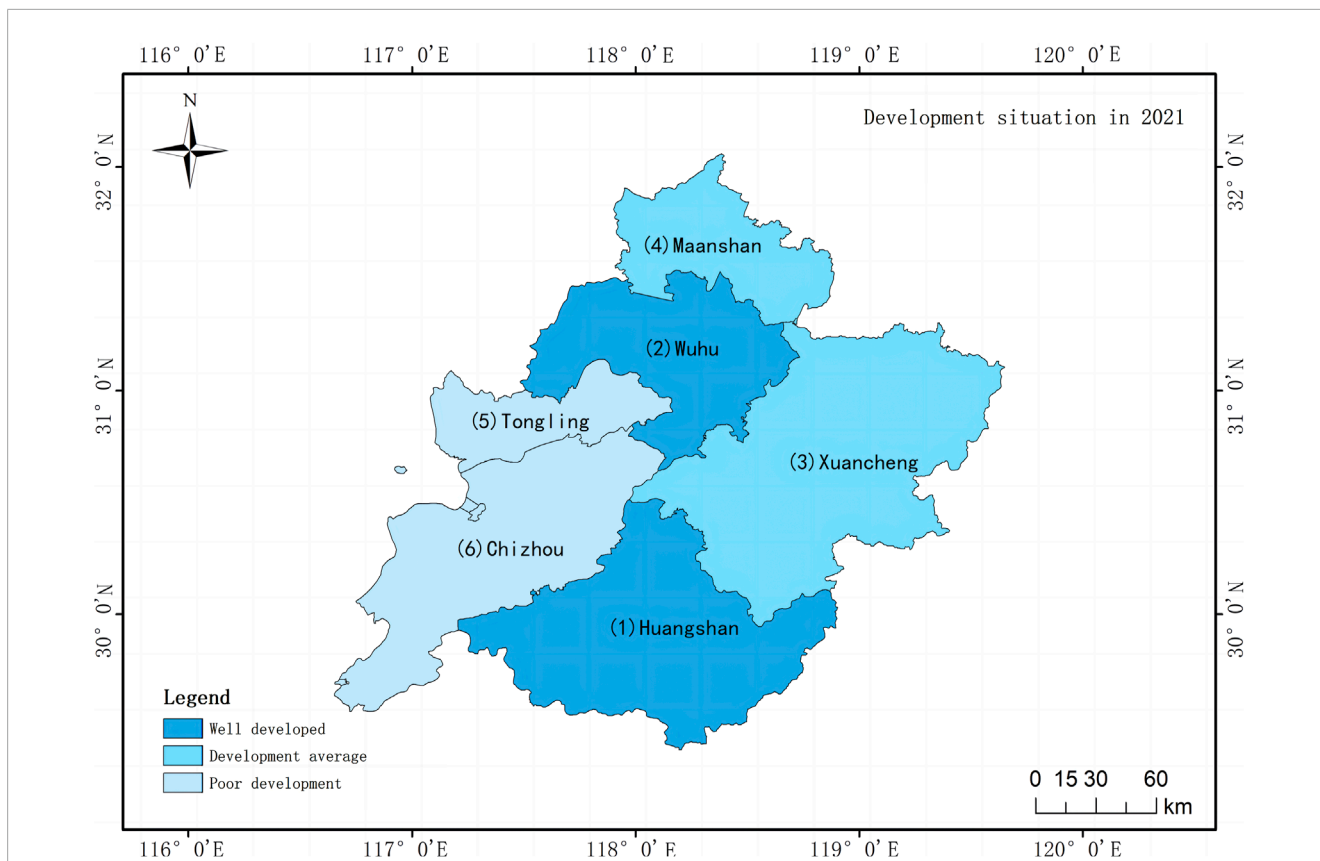 116° 0'E 117° 0'E 118° 0'E 119° 0'E 120° 0'E
N
Development situation in 2021
32° 0'N
32° 0'N
(4)Maanshan
(2)Wuhu
31° 0'N
31° 0'N
(5)Tongling
(3)Xuancheng
(6)Chizhou
30° 0'N
30° 0'N
(1)Huangshan
Legend
Well developed
Development average
Poor development
0 15 30 60
km
116° 0'E 117° 0'E 118° 0'E 119° 0'E 120° 0'E